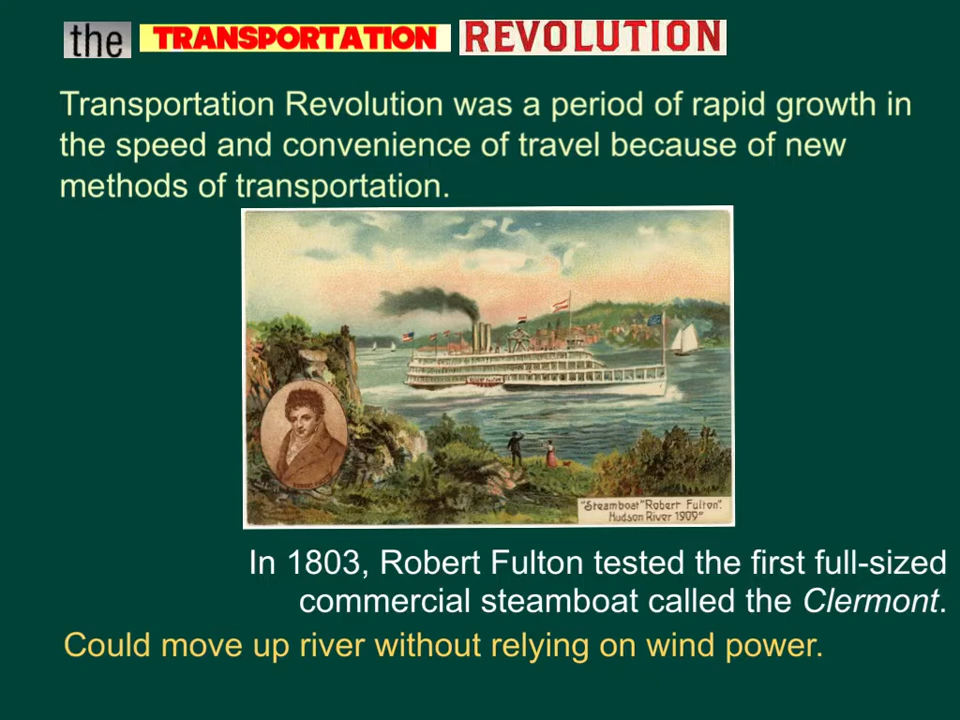 the TRANSPORTATION REVOLUTION
Transportation Revolution was a period of rapid growth in
the speed and convenience of travel because of new
methods of transportation.
"Steamboat "Robert Fulton".
Hudson River 1909"
In 1803, Robert Fulton tested the first full-sized
commercial steamboat called the Clermont.
Could move up river without relying on wind power.